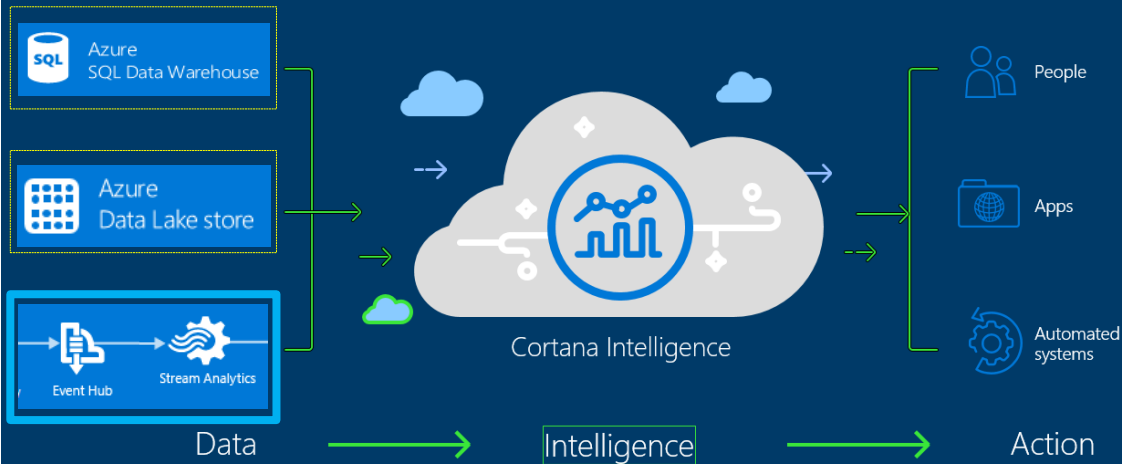 SQL
Azure
SQL Data Warehouse
Azure
Data Lake store
Event Hub
Stream Analytics
Cortana Intelligence
People
Apps
Automated
systems
Data
Intelligence
Action